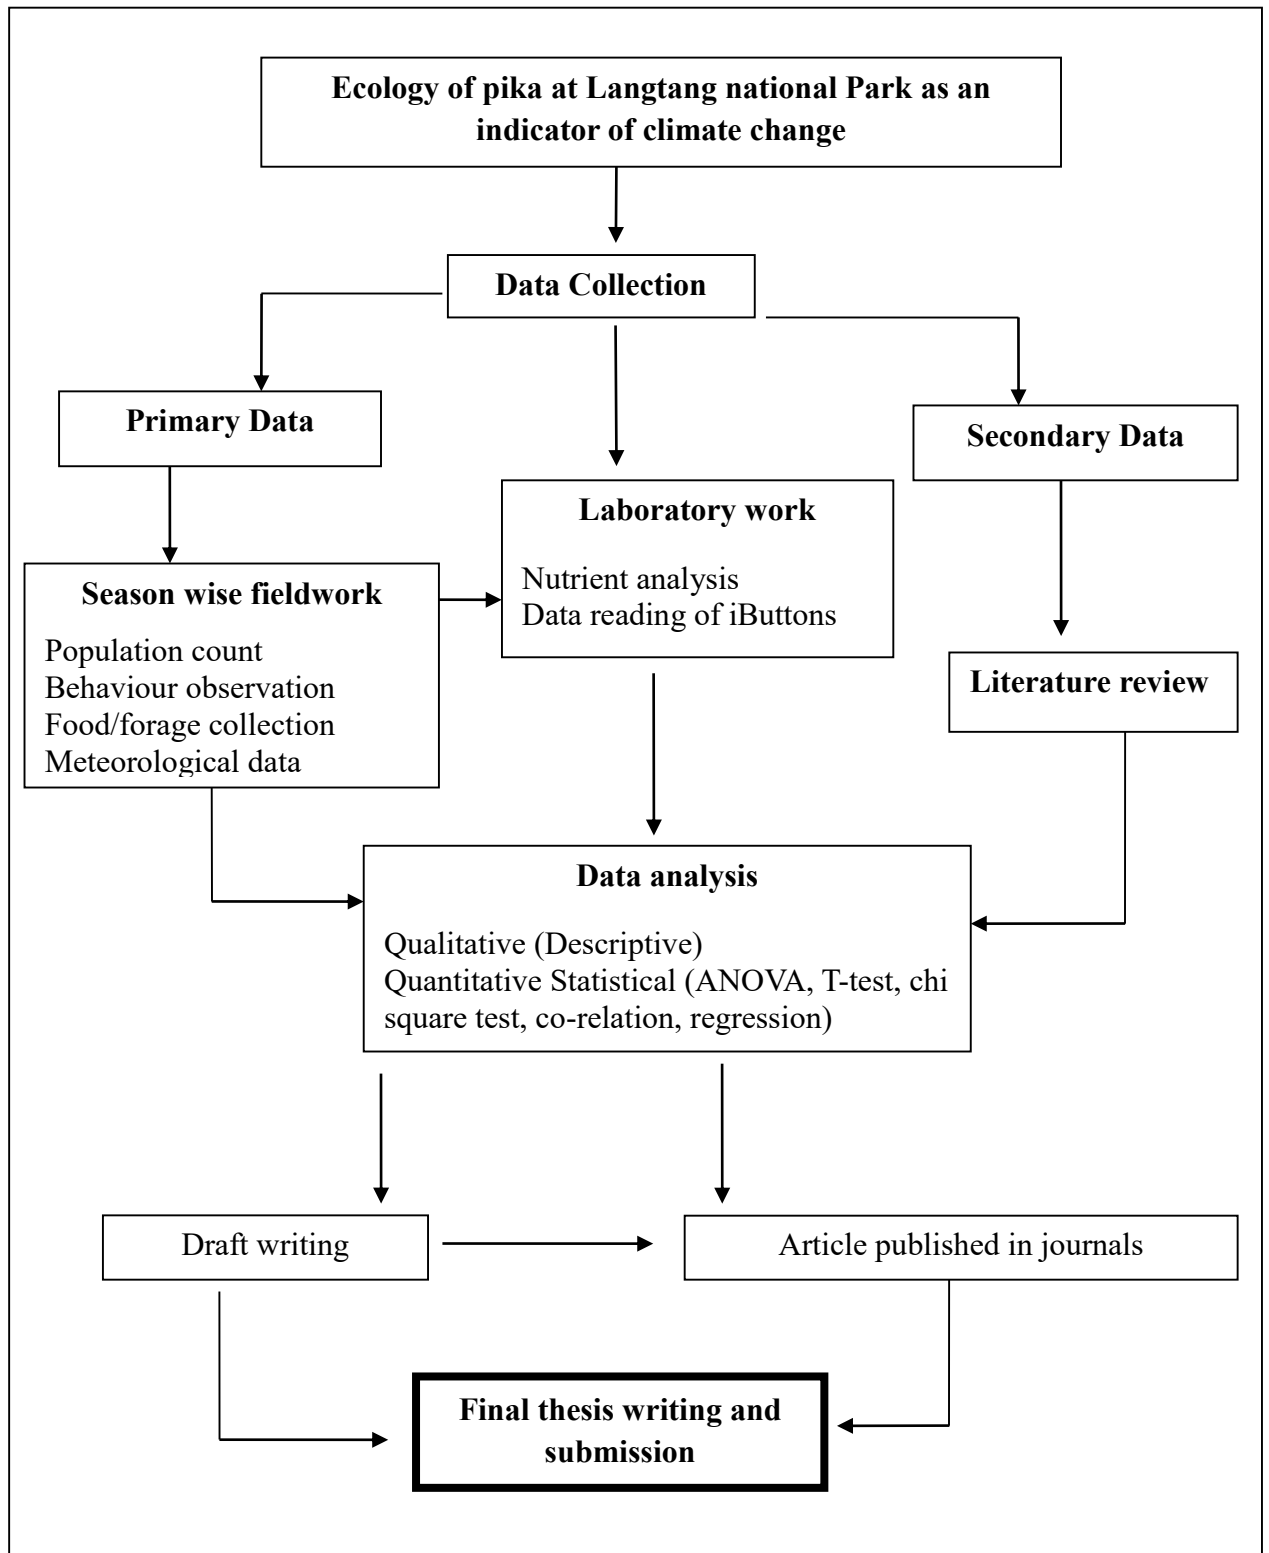 Ecology of pika at Langtang national Park as an
indicator of climate change
Data Collection
Primary Data
Secondary Data
Laboratory work
Nutrient analysis
Data reading of iButtons
Season wise fieldwork
Population count
Behaviour observation
Food/forage collection
Meteorological data
Literature review
Data analysis
Qualitative (Descriptive)
Quantitative Statistical (ANOVA, T-test, chi
square test, co-relation, regression)
Draft writing
Article published in journals
Final thesis writing and
submission